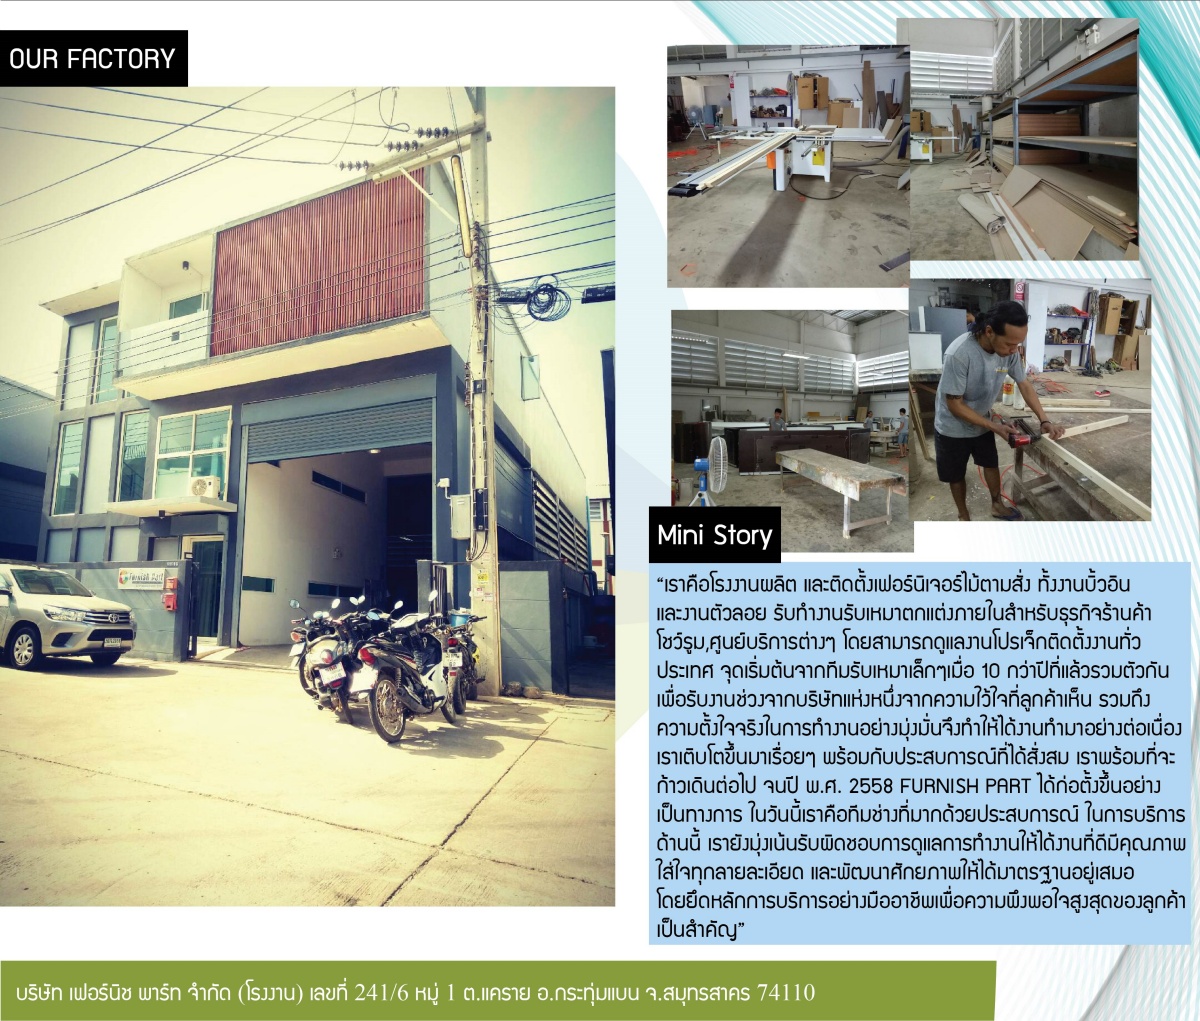 OUR FACTORY
Furnish Part
Mini Story
“เราคือโรงงานผลิต และติดตั้งเฟอร์นิเจอร์ไม้ตามสั่ง ทั้งงานบิ้วอิน
และงานตัวลอย รับทำงานรับเหมาตกแต่งภายในสำหรับธุรกิจร้านค้า
โชว์รูม,ศูนย์บริการต่างๆ โดยสามารถดูแลงานโปรเจ็กติดตั้งงานทั่ว
ประเทศ จุดเริ่มต้นจากทีมรับเหมาเล็กๆเมื่อ 10 กว่าปีที่แล้วรวมตัวกัน
เพื่อรับงานช่วงจากบริษัทแห่งหนึ่งจากความไว้ใจที่ลูกค้าเห็น รวมถึง
ความตั้งใจจริงในการทำงานอย่างมุ่งมั่นจึงทำให้ได้งานทำมาอย่างต่อเนื่อง
เราเติบโตขึ้นมาเรื่อยๆ พร้อมกับประสบการณ์ที่ได้สั่งสม เราพร้อมที่จะ
ก้าวเดินต่อไป จนปี พ.ศ. 2558 FURNISH PART ได้ก่อตั้งขึ้นอย่าง
เป็นทางการ ในวันนี้เราคือทีมช่างที่มากด้วยประสบการณ์ ในการบริการ
ด้านนี้ เรายังมุ่งเน้นรับผิดชอบการดูแลการทำงานให้ได้งานที่ดีมีคุณภาพ
ใส่ใจทุกลายละเอียด และพัฒนาศักยภาพให้ได้มาตรฐานอยู่เสมอ
โดยยึดหลักการบริการอย่างมืออาชีพเพื่อความพึงพอใจสูงสุดของลูกค้า
เป็นสำคัญ”
บริษัท เฟอร์นิช พาร์ท จำกัด (โรงงาน) เลขที่ 241/6 หมู่ 1 ต.แคราย อ.กระทุ่มแบน จ.สมุทรสาคร 74110